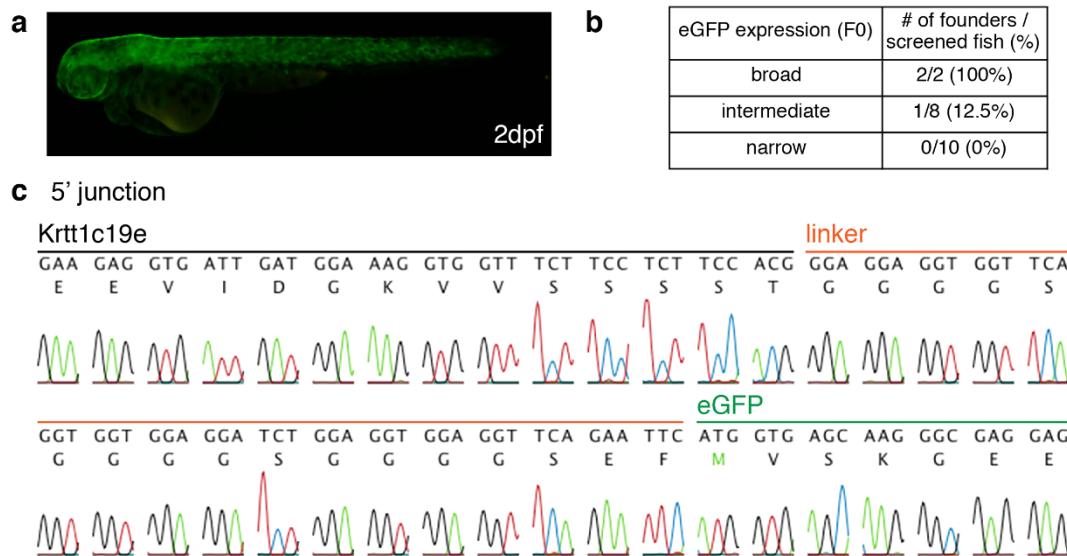 a
2dpf
b
eGFP expression (F0)
# of founders /
screened fish (%)
broad
2/2 (100%)
intermediate
1/8 (12.5%)
narrow
0/10 (0%)
c 5' junction
Krtt1c19e linker
GAA GAG GTG ATT GAT GGA AAG GTG GTT TCT TCC TCT TCC ACG GGA GGA GGT GGT TCA
E E V I D G K V V S S S S T G G G G S
eGFP
GGT GGT GGA GGA TCT GGA GGT GGA GGT TCA GAA TTC ATG GTG AGC AAG GGC GAG GAG
G G G G S G G G G S E F M V S K G E E